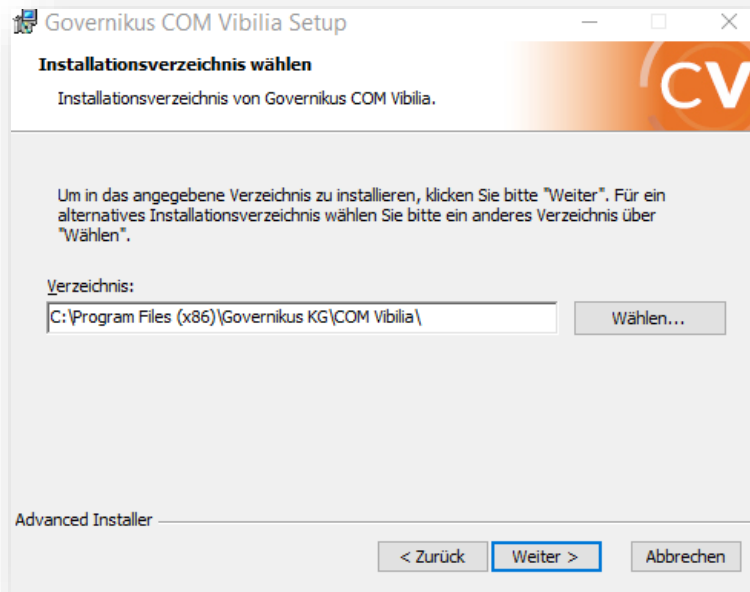 Governikus COM Vibilia Setup
Installationsverzeichnis wählen
Installationsverzeichnis von Governikus COM Vibilia.
CV
Um in das angegebene Verzeichnis zu installieren, klicken Sie bitte "Weiter". Für ein
alternatives Installationsverzeichnis wählen Sie bitte ein anderes Verzeichnis über
"Wählen".
Verzeichnis:
C:\Program Files (x86)\Governikus KG\COM Vibilia\
Wählen...
Advanced Installer
< Zurück
Weiter >
Abbrechen